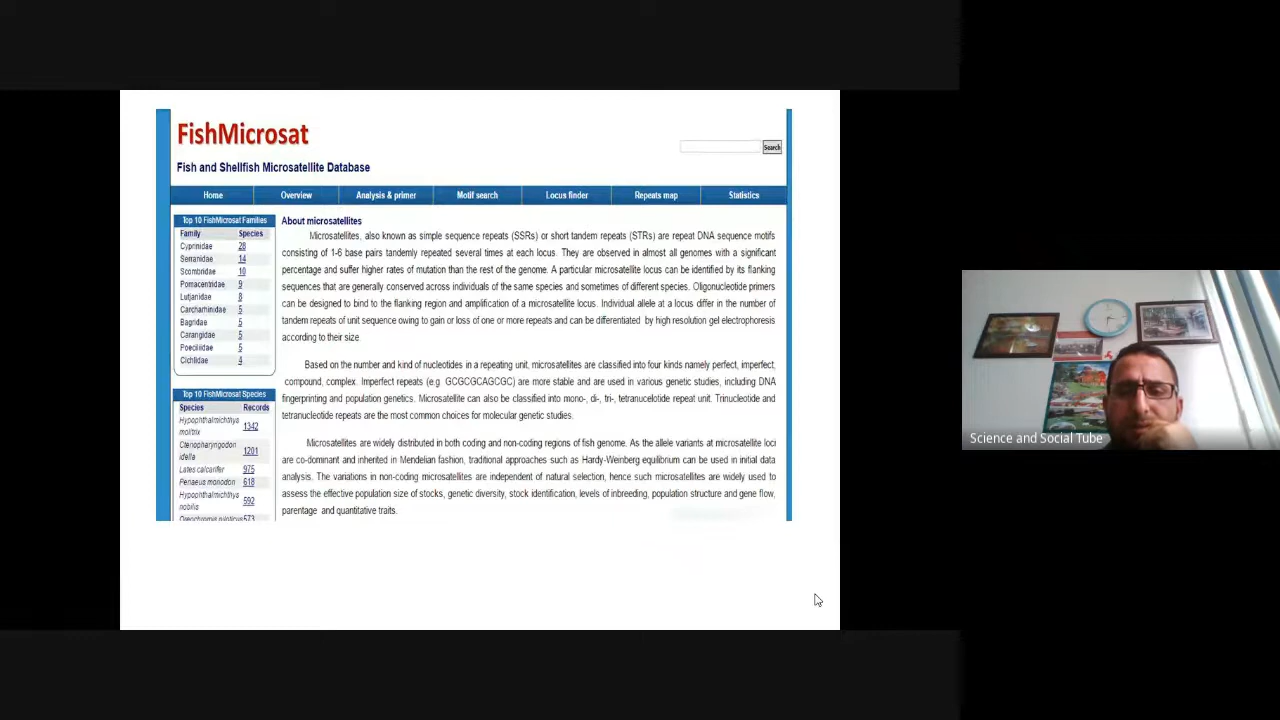 FishMicrosat
Search
Fish and Shellfish Microsatellite Database
Home Overview Analysis & primer Motif search Locus finder Repeats map Statistics
Top 10 FishMicrosat Families
Family Species
Cyprinidae 28
Serranidae 14
Scombridae 10
Pomacentridae 9
Lutjanidae 8
Carcharhinidae 5
Bagridae 5
Carangidae 5
Poeciliidae 5
Cichlidae 4
Top 10 FishMicrosat Species
Species Records
Hypophthalmichthys
molitrix 1342
Ctenopharyngodon
idella 1201
Lates calcarifer 975
Penaeus monodon 618
Hypophthalmichthys
nobilis 592
Oreochromis niloticus 573
About microsatellites
Microsatellites, also known as simple sequence repeats (SSRs) or short tandem repeats (STRs) are repeat DNA sequence motifs
consisting of 1-6 base pairs tandemly repeated several times at each locus. They are observed in almost all genomes with a significant
percentage and suffer higher rates of mutation than the rest of the genome. A particular microsatellite locus can be identified by its flanking
sequences that are generally conserved across individuals of the same species and sometimes of different species. Oligonucleotide primers
can be designed to bind to the flanking region and amplification of a microsatellite locus. Individual allele at a locus differ in the number of
tandem repeats of unit sequence owing to gain or loss of one or more repeats and can be differentiated by high resolution gel electrophoresis
according to their size.
Based on the number and kind of nucleotides in a repeating unit, microsatellites are classified into four kinds namely perfect, imperfect,
compound, complex. Imperfect repeats (e.g GCGCGCAGCGC) are more stable and are used in various genetic studies, including DNA
fingerprinting and population genetics. Microsatellite can also be classified into mono-, di-, tri-, tetranucelotide repeat unit. Trinucleotide and
tetranucleotide repeats are the most common choices for molecular genetic studies.
Microsatellites are widely distributed in both coding and non-coding regions of fish genome. As the allele variants at microsatellite loci
are co-dominant and inherited in Mendelian fashion, traditional approaches such as Hardy-Weinberg equilibrium can be used in initial data
analysis. The variations in non-coding microsatellites are independent of natural selection, hence such microsatellites are widely used to
assess the effective population size of stocks, genetic diversity, stock identification, levels of inbreeding, population structure and gene flow,
parentage and quantitative traits.
Science and Social Tube